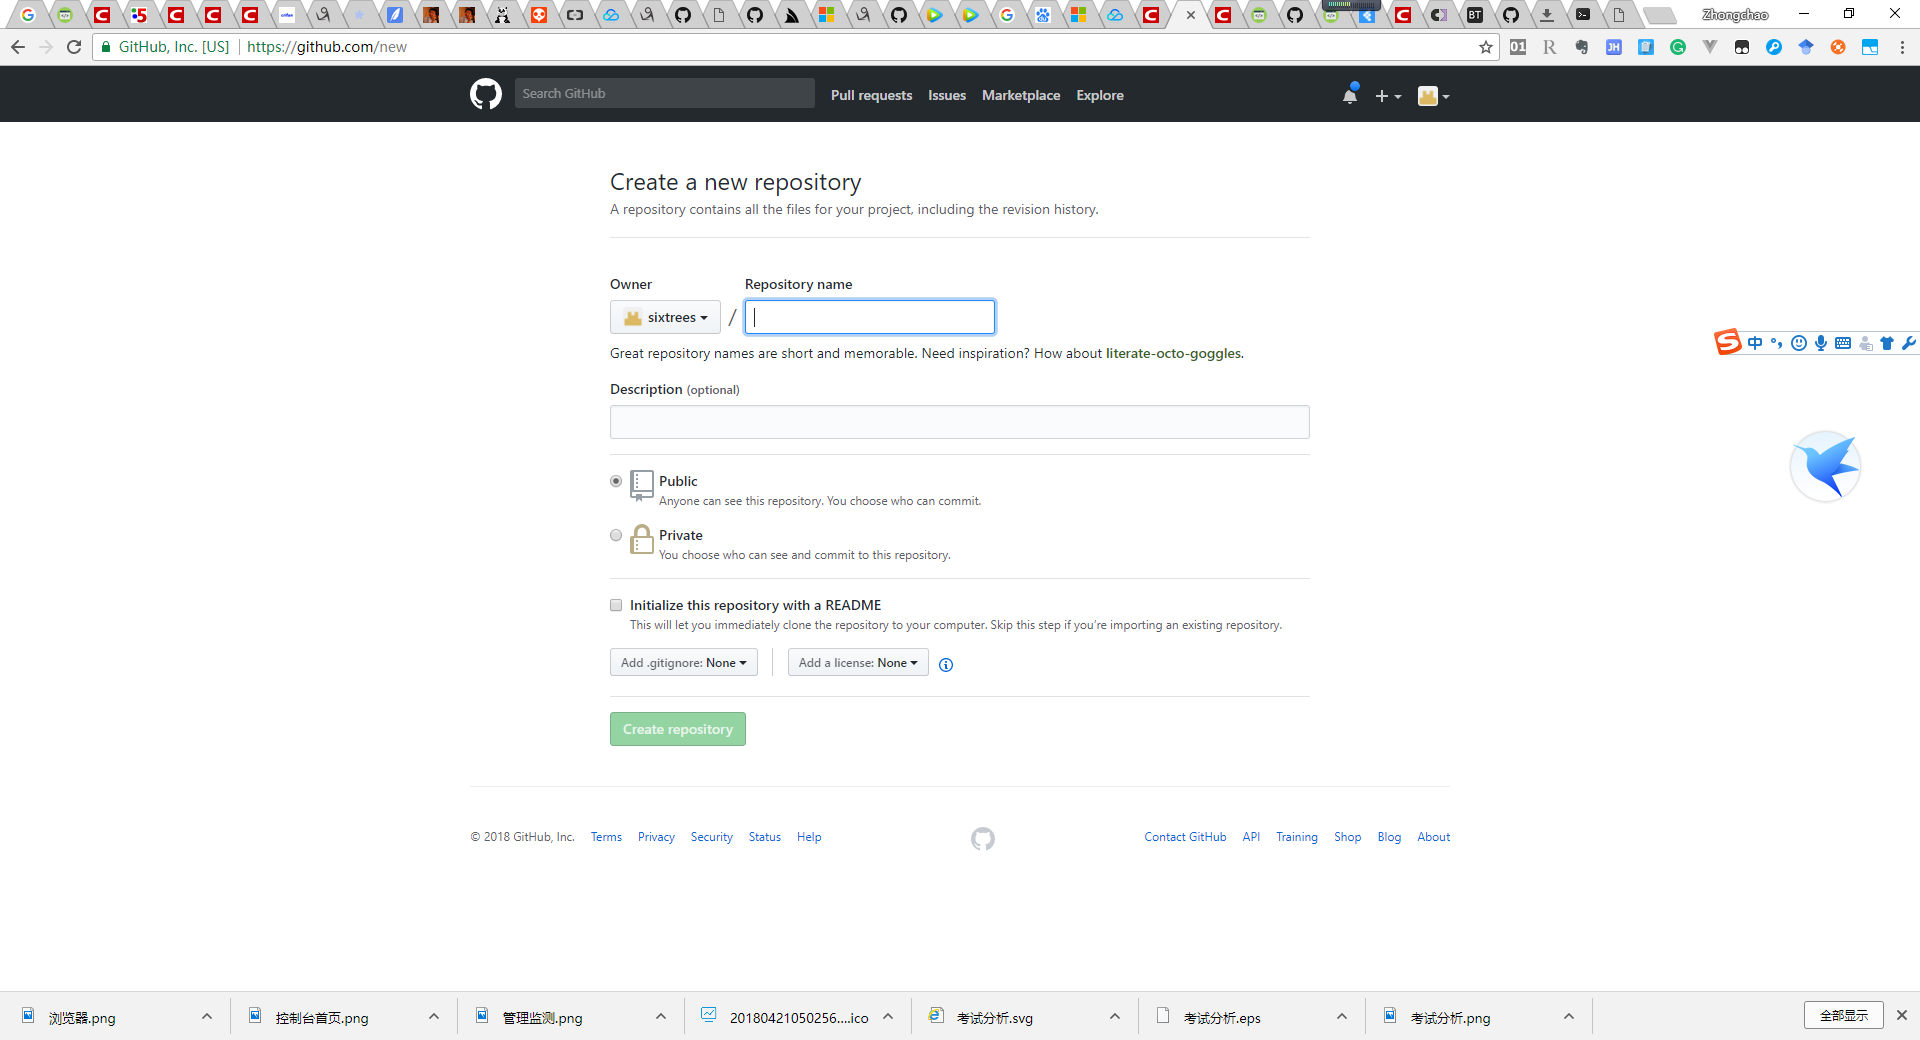 Zhongchao
GitHub, Inc. [US] https://github.com/new
Search GitHub Pull requests Issues Marketplace Explore
Create a new repository
A repository contains all the files for your project, including the revision history.
Owner Repository name
sixtrees /
Great repository names are short and memorable. Need inspiration? How about literate-octo-goggles.
中
Description (optional)
Public
Anyone can see this repository. You choose who can commit.
Private
You choose who can see and commit to this repository.
Initialize this repository with a README
This will let you immediately clone the repository to your computer. Skip this step if you’re importing an existing repository.
Add .gitignore: None Add a license: None
Create repository
© 2018 GitHub, Inc. Terms Privacy Security Status Help Contact GitHub API Training Shop Blog About
浏览器.png 控制台首页.png 管理监测.png 20180421050256....ico 考试分析.svg 考试分析.eps 考试分析.png 全部显示